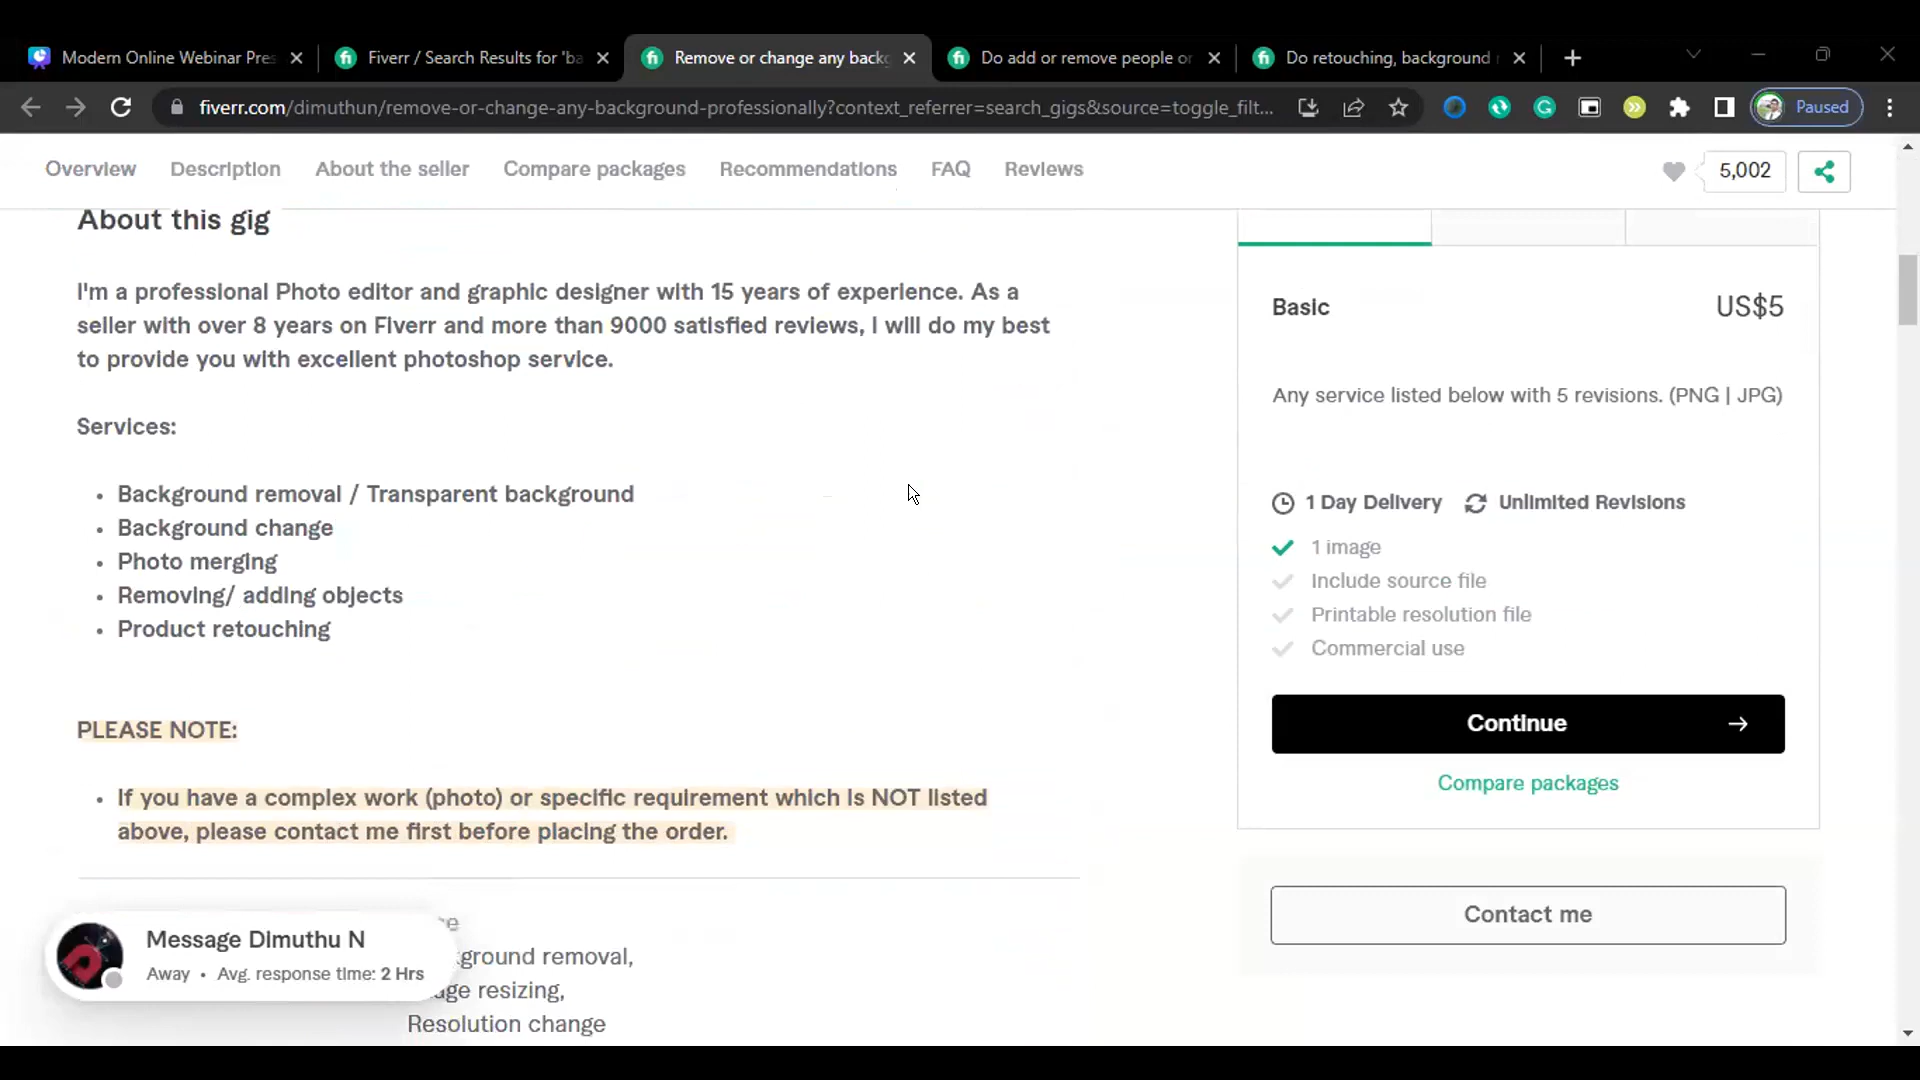 Modern Online Webinar Pres
Fiverr / Search Results for 'ba
Remove or change any backg
Do add or remove people or
Do retouching, background r
fiverr.com/dimuthun/remove-or-change-any-background-professionally?context_referrer=search_gigs&source=toggle_filt...
Paused
Overview
Description
About the seller
Compare packages
Recommendations
FAQ
Reviews
5,002
About this gig
I'm a professional Photo editor and graphic designer with 15 years of experience. As a
seller with over 8 years on Fiverr and more than 9000 satisfied reviews, I will do my best
to provide you with excellent photoshop service.
Services:
• Background removal / Transparent background
• Background change
• Photo merging
• Removing/ adding objects
• Product retouching
PLEASE NOTE:
• If you have a complex work (photo) or specific requirement which is NOT listed
above, please contact me first before placing the order.
kground removal,
age resizing,
Resolution change
Message Dimuthu N
Away • Avg. response time: 2 Hrs
Basic
US$5
Any service listed below with 5 revisions. (PNG | JPG)
1 Day Delivery
Unlimited Revisions
1 image
Include source file
Printable resolution file
Commercial use
Continue
Compare packages
Contact me